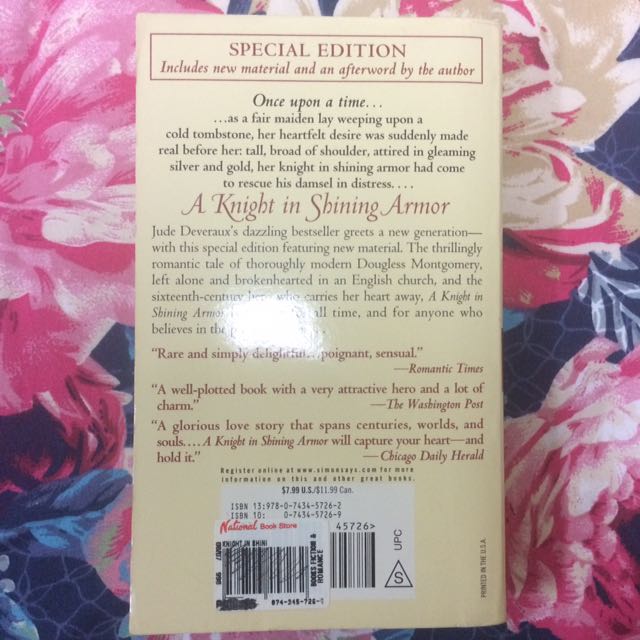 SPECIAL EDITION
Includes new material and an afterword by the author
Once upon a time...
...as a fair maiden lay weeping upon a
cold tombstone, her heartfelt desire was suddenly made
real before her: tall, broad of shoulder, attired in gleaming
silver and gold, her knight in shining armor had come
to rescue his damsel in distress....
A Knight in Shining Armor
Jude Deveraux's dazzling bestseller greets a new generation—
with this special edition featuring new material. The thrillingly
romantic tale of thoroughly modern Dougless Montgomery,
left alone and brokenhearted in an English church, and the
sixteenth-century who carries her heart away, A Knight in
Shining Armor all time, and for anyone who
believes in the
"Rare and simply delightful... poignant, sensual."
—Romantic Times
"A well-plotted book with a very attractive hero and a lot of
charm." —The Washington Post
"A glorious love story that spans centuries, worlds, and
souls.... A Knight in Shining Armor will capture your heart—and
hold it." —Chicago Daily Herald
Register online at www.simonsays.com for more
information on this and other great books.
$7.99 U.S./$11.99 Can.
ISBN 13:978-0-7434-5726-2
ISBN 10: 0-7434-5726-9
National Book Store
45726>
KNIGHT IN SHINI
BOOKS FICTION &
ROMANCE
UPC
S
PRINTED IN THE U.S.A.